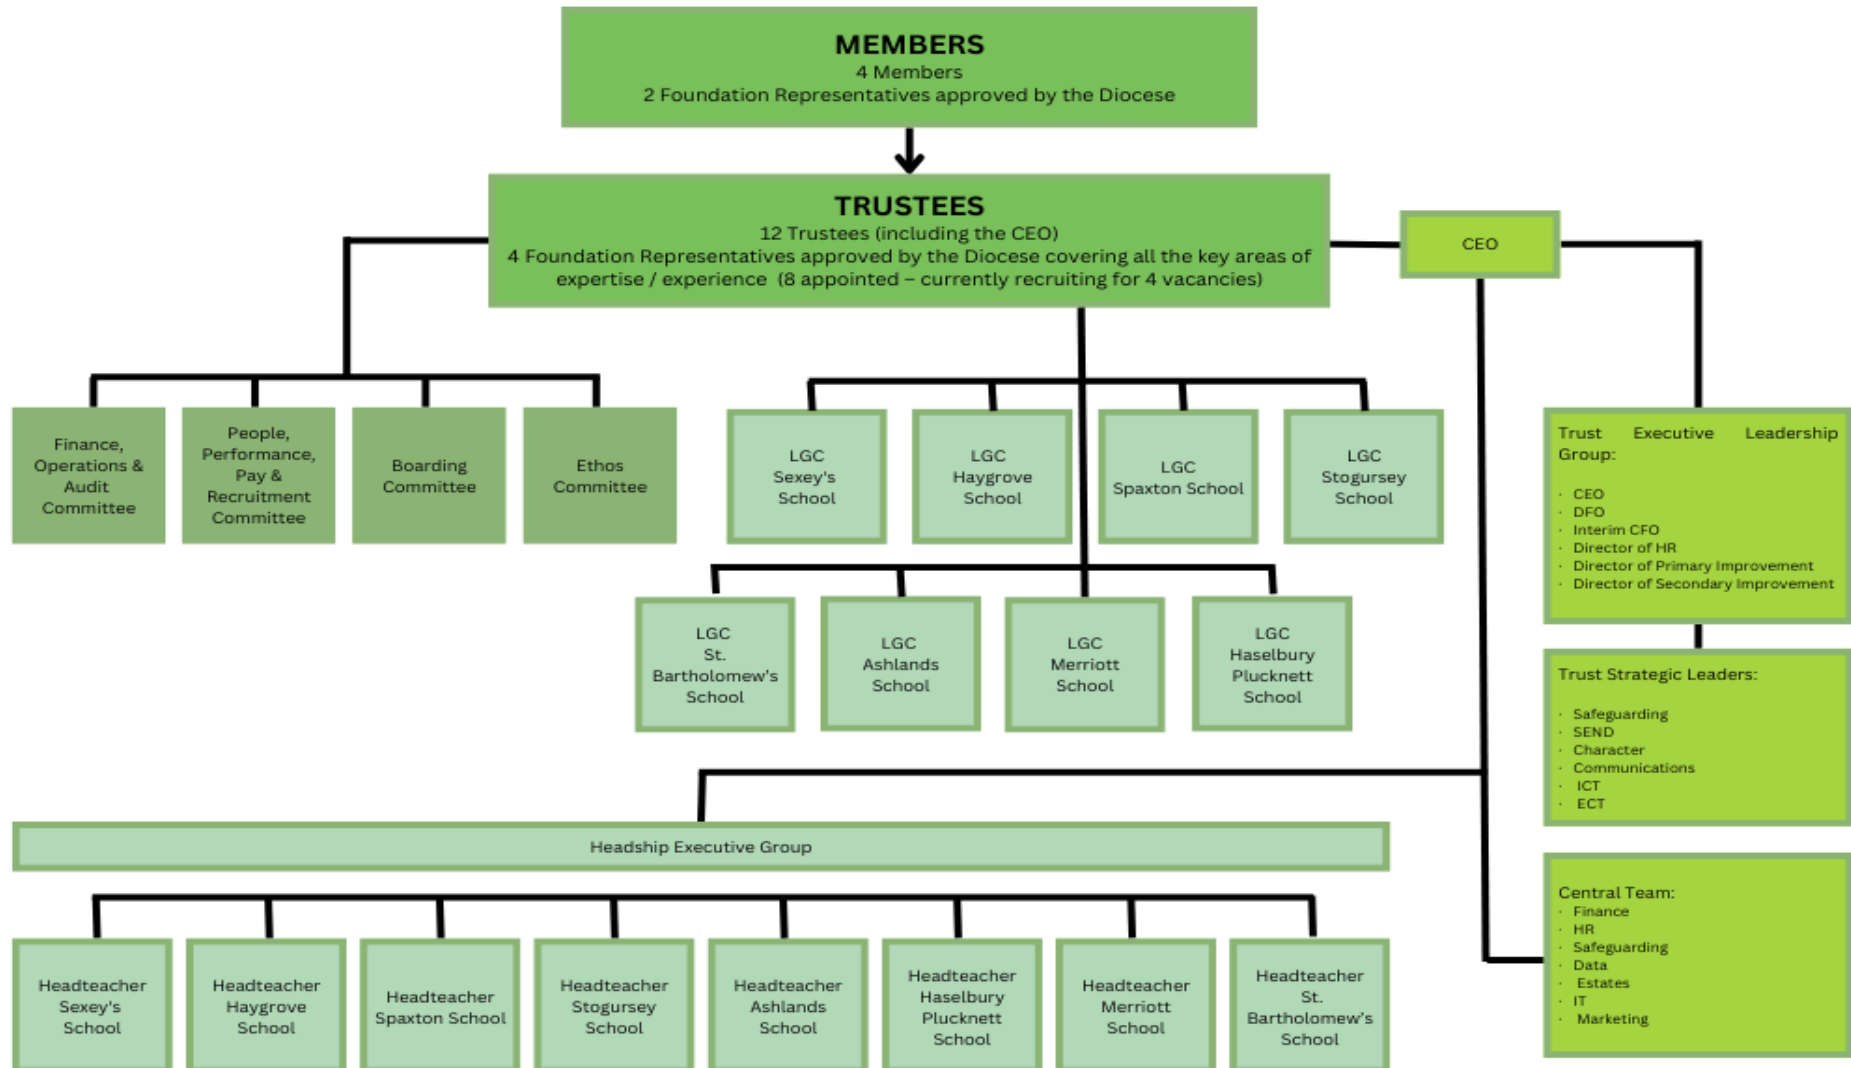 MEMBERS
4 Members
2 Foundation Representatives approved by the Diocese
TRUSTEES
12 Trustees (including the CEO)
4 Foundation Representatives approved by the Diocese covering all the key areas of
expertise / experience (8 appointed – currently recruiting for 4 vacancies)
CEO
Finance,
Operations &
Audit
Committee
People,
Performance,
Pay &
Recruitment
Committee
Boarding
Committee
Ethos
Committee
LGC
Sexey's
School
LGC
Haygrove
School
LGC
Spaxton School
LGC
Stogursey
School
LGC
St.
Bartholomew's
School
LGC
Ashlands
School
LGC
Merriott
School
LGC
Haselbury
Plucknett
School
Trust Executive Leadership
Group:
· CEO
· DFO
· Interim CFO
· Director of HR
· Director of Primary Improvement
· Director of Secondary Improvement
Trust Strategic Leaders:
· Safeguarding
· SEND
· Character
· Communications
· ICT
· ECT
Central Team:
· Finance
· HR
· Safeguarding
· Data
· Estates
· IT
· Marketing
Headship Executive Group
Headteacher
Sexey's
School
Headteacher
Haygrove
School
Headteacher
Spaxton School
Headteacher
Stogursey
School
Headteacher
Ashlands
School
Headteacher
Haselbury
Plucknett
School
Headteacher
Merriott
School
Headteacher
St.
Bartholomew's
School